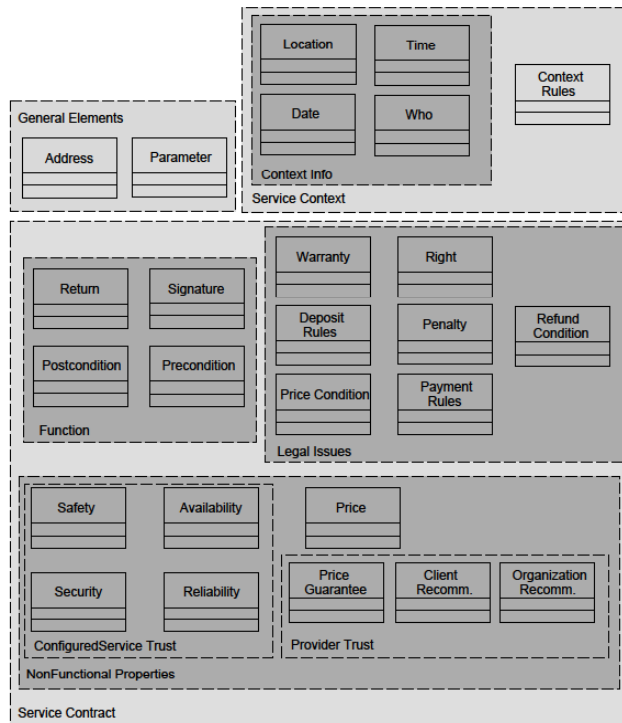 Location
Time
Date
Who
Context Info
Context
Rules
Service Context
General Elements
Address
Parameter
Return
Signature
Postcondition
Precondition
Function
Warranty
Right
Deposit
Rules
Penalty
Refund
Condition
Price Condition
Payment
Rules
Legal Issues
Safety
Availability
Security
Reliability
ConfiguredService Trust
Price
Price
Guarantee
Client
Recomm.
Organization
Recomm.
Provider Trust
NonFunctional Properties
Service Contract